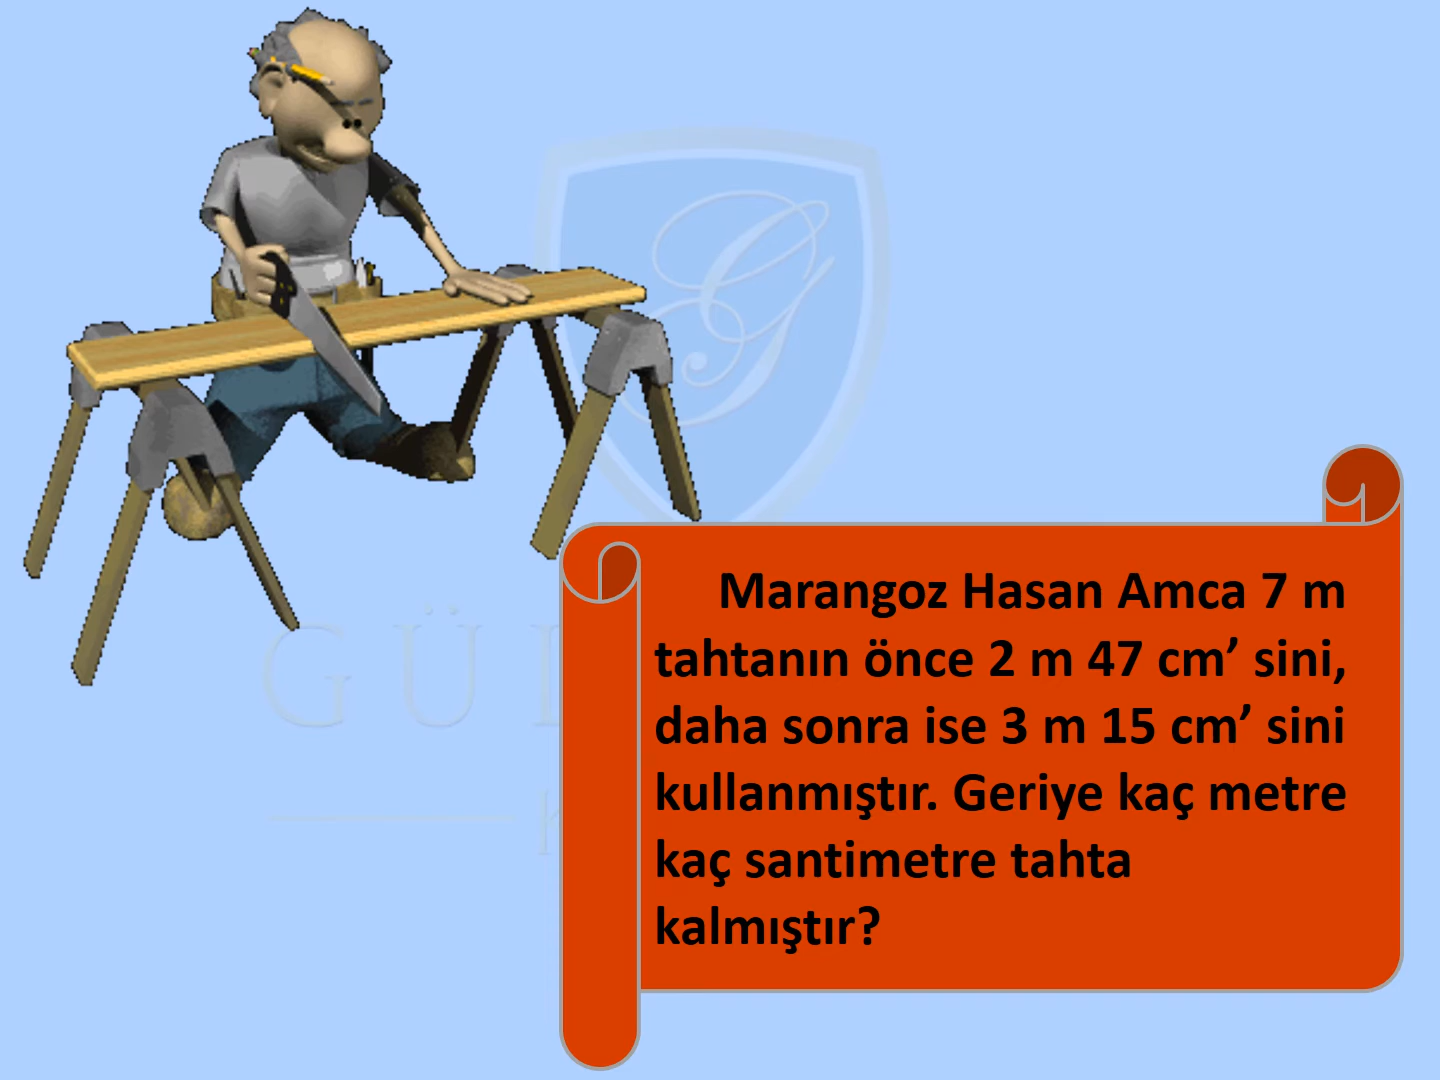 Marangoz Hasan Amca 7 m
tahtanın önce 2 m 47 cm’ sini,
daha sonra ise 3 m 15 cm’ sini
kullanmıştır. Geriye kaç metre
kaç santimetre tahta
kalmıştır?